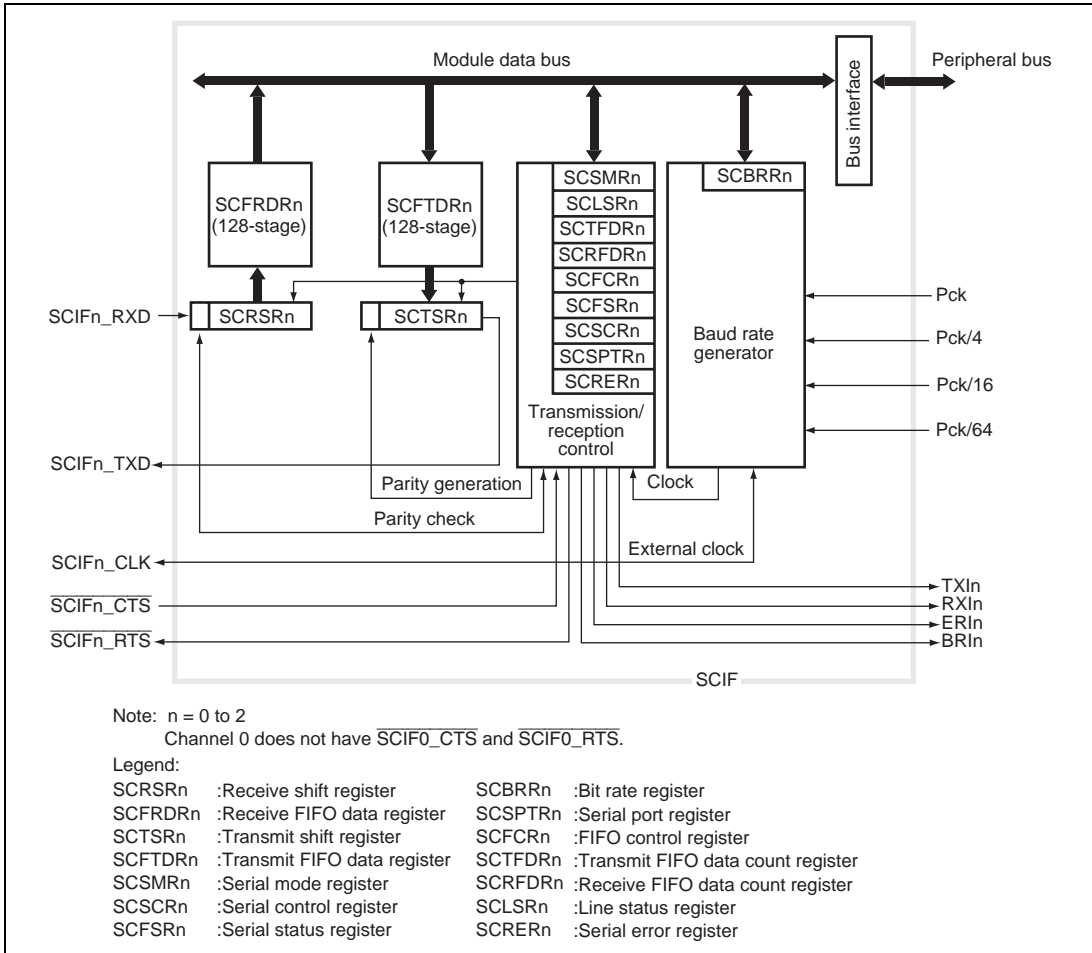 Module data bus
Peripheral bus
Bus interface
SCFRDRn
(128-stage)
SCFTDRn
(128-stage)
SCSMRn
SCLSRn
SCTFDRn
SCRFDRn
SCFCRn
SCFSRn
SCSCRn
SCSPTRn
SCRERn
Transmission/
reception
control
SCBRRn
Baud rate
generator
SCIFn_RXD
SCRSRn
SCTSRn
Pck
Pck/4
Pck/16
Pck/64
SCIFn_TXD
Parity generation
Clock
Parity check
SCIFn_CLK
External clock
SCIFn_CTS
SCIFn_RTS
TXIn
RXIn
ERIn
BRIn
SCIF
Note: n = 0 to 2
Channel 0 does not have SCIF0_CTS and SCIF0_RTS.
Legend:
SCRSRn :Receive shift register
SCFRDRn :Receive FIFO data register
SCTSRn :Transmit shift register
SCFTDRn :Transmit FIFO data register
SCSMRn :Serial mode register
SCSCRn :Serial control register
SCFSRn :Serial status register
SCBRRn :Bit rate register
SCSPTRn :Serial port register
SCFCRn :FIFO control register
SCTFDRn :Transmit FIFO data count register
SCRFDRn :Receive FIFO data count register
SCLSRn :Line status register
SCRERn :Serial error register